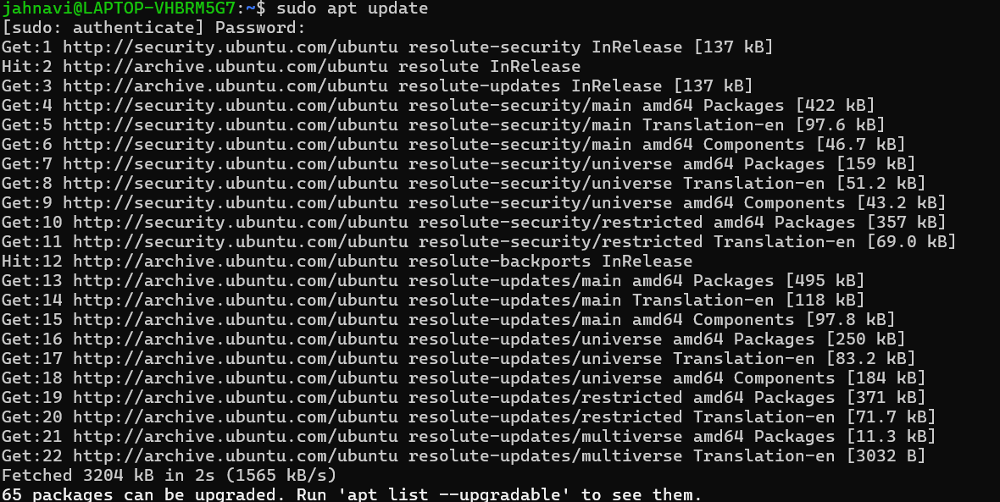 jahnavi@LAPTOP-VHBRM5G7:~$ sudo apt update
[sudo: authenticate] Password:
Get:1 http://security.ubuntu.com/ubuntu resolute-security InRelease [137 kB]
Hit:2 http://archive.ubuntu.com/ubuntu resolute InRelease
Get:3 http://archive.ubuntu.com/ubuntu resolute-updates InRelease [137 kB]
Get:4 http://security.ubuntu.com/ubuntu resolute-security/main amd64 Packages [422 kB]
Get:5 http://security.ubuntu.com/ubuntu resolute-security/main Translation-en [97.6 kB]
Get:6 http://security.ubuntu.com/ubuntu resolute-security/main amd64 Components [46.7 kB]
Get:7 http://security.ubuntu.com/ubuntu resolute-security/universe amd64 Packages [159 kB]
Get:8 http://security.ubuntu.com/ubuntu resolute-security/universe Translation-en [51.2 kB]
Get:9 http://security.ubuntu.com/ubuntu resolute-security/universe amd64 Components [43.2 kB]
Get:10 http://security.ubuntu.com/ubuntu resolute-security/restricted amd64 Packages [357 kB]
Get:11 http://security.ubuntu.com/ubuntu resolute-security/restricted Translation-en [69.0 kB]
Hit:12 http://archive.ubuntu.com/ubuntu resolute-backports InRelease
Get:13 http://archive.ubuntu.com/ubuntu resolute-updates/main amd64 Packages [495 kB]
Get:14 http://archive.ubuntu.com/ubuntu resolute-updates/main Translation-en [118 kB]
Get:15 http://archive.ubuntu.com/ubuntu resolute-updates/main amd64 Components [97.8 kB]
Get:16 http://archive.ubuntu.com/ubuntu resolute-updates/universe amd64 Packages [250 kB]
Get:17 http://archive.ubuntu.com/ubuntu resolute-updates/universe Translation-en [83.2 kB]
Get:18 http://archive.ubuntu.com/ubuntu resolute-updates/universe amd64 Components [184 kB]
Get:19 http://archive.ubuntu.com/ubuntu resolute-updates/restricted amd64 Packages [371 kB]
Get:20 http://archive.ubuntu.com/ubuntu resolute-updates/restricted Translation-en [71.7 kB]
Get:21 http://archive.ubuntu.com/ubuntu resolute-updates/multiverse amd64 Packages [11.3 kB]
Get:22 http://archive.ubuntu.com/ubuntu resolute-updates/multiverse Translation-en [3032 B]
Fetched 3204 kB in 2s (1565 kB/s)
65 packages can be upgraded. Run 'apt list --upgradable' to see them.